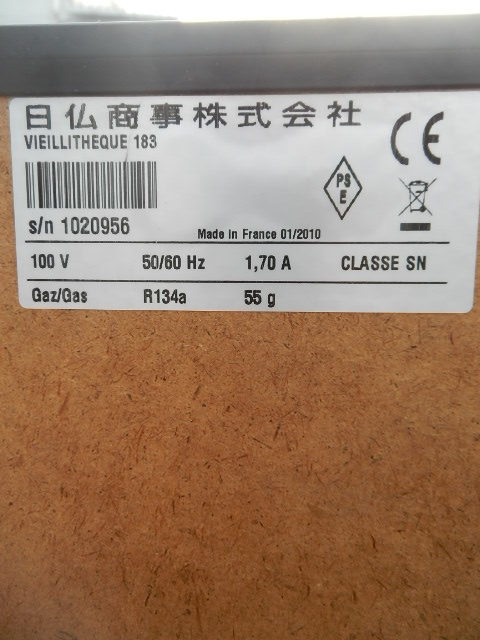 日仏商事株式会社
VIEILLITHEQUE 183
CE
PS
E
s/n 1020956
Made in France 01/2010
100 V 50/60 Hz 1,70 A CLASSE SN
Gaz/Gas R134a 55 g